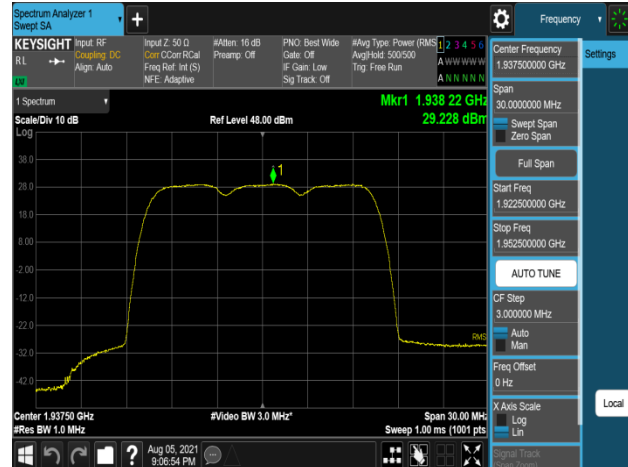 Spectrum Analyzer 1
Swept SA
+
Frequency
KEYSIGHT
RL
LV
Input: RF
Coupling: DC
Align: Auto
Input Z: 50 Ω
Corr CCorr RCal
Freq Ref: Int (S)
NFE: Adaptive
#Atten: 16 dB
Preamp: Off
PNO: Best Wide
Gate: Off
IF Gain: Low
Sig Track: Off
#Avg Type: Power (RMS
Avg|Hold: 500/500
Trig: Free Run
1 2 3 4 5 6
A W W W W W
A N N N N N
1 Spectrum
Scale/Div 10 dB
Log
Ref Level 48.00 dBm
Mkr1 1.938 22 GHz
29.228 dBm
1
38.0
28.0
18.0
8.00
-2.00
-12.0
-22.0
-32.0
-42.0
RMS
Center 1.93750 GHz
#Res BW 1.0 MHz
#Video BW 3.0 MHz*
Span 30.00 MHz
Sweep 1.00 ms (1001 pts
?
Aug 05, 2021
9:06:54 PM
Center Frequency
1.937500000 GHz
Settings
Span
30.0000000 MHz
Swept Span
Zero Span
Full Span
Start Freq
1.922500000 GHz
Stop Freq
1.952500000 GHz
AUTO TUNE
CF Step
3.000000 MHz
Auto
Man
Freq Offset
0 Hz
X Axis Scale
Log
Lin
Local
Signal Track
(Span Zoom)